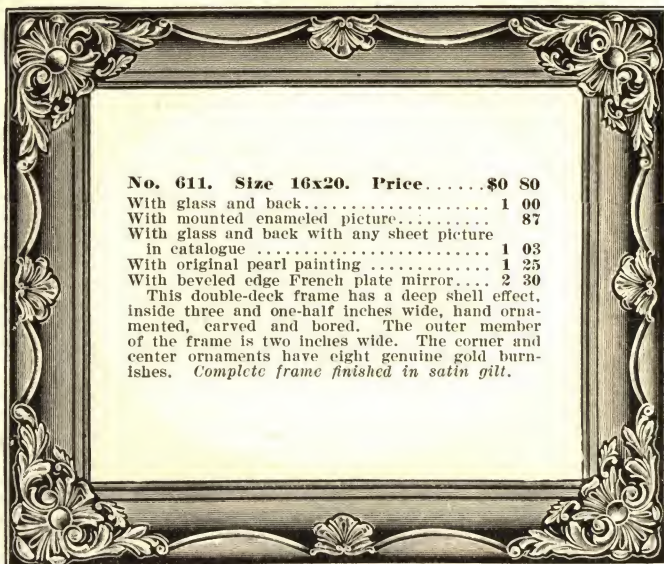 No. 611. Size 16x20. Price......$0 80
With glass and back..................... 1 00
With mounted enameled picture.......... 87
With glass and back with any sheet picture
in catalogue ......................... 1 03
With original pearl painting ............ 1 25
With beveled edge French plate mirror.... 2 30
This double-deck frame has a deep shell effect,
inside three and one-half inches wide, hand orna-
mented, carved and bored. The outer member
of the frame is two inches wide. The corner and
center ornaments have eight genuine gold burn-
ishes. Complete frame finished in satin gilt.